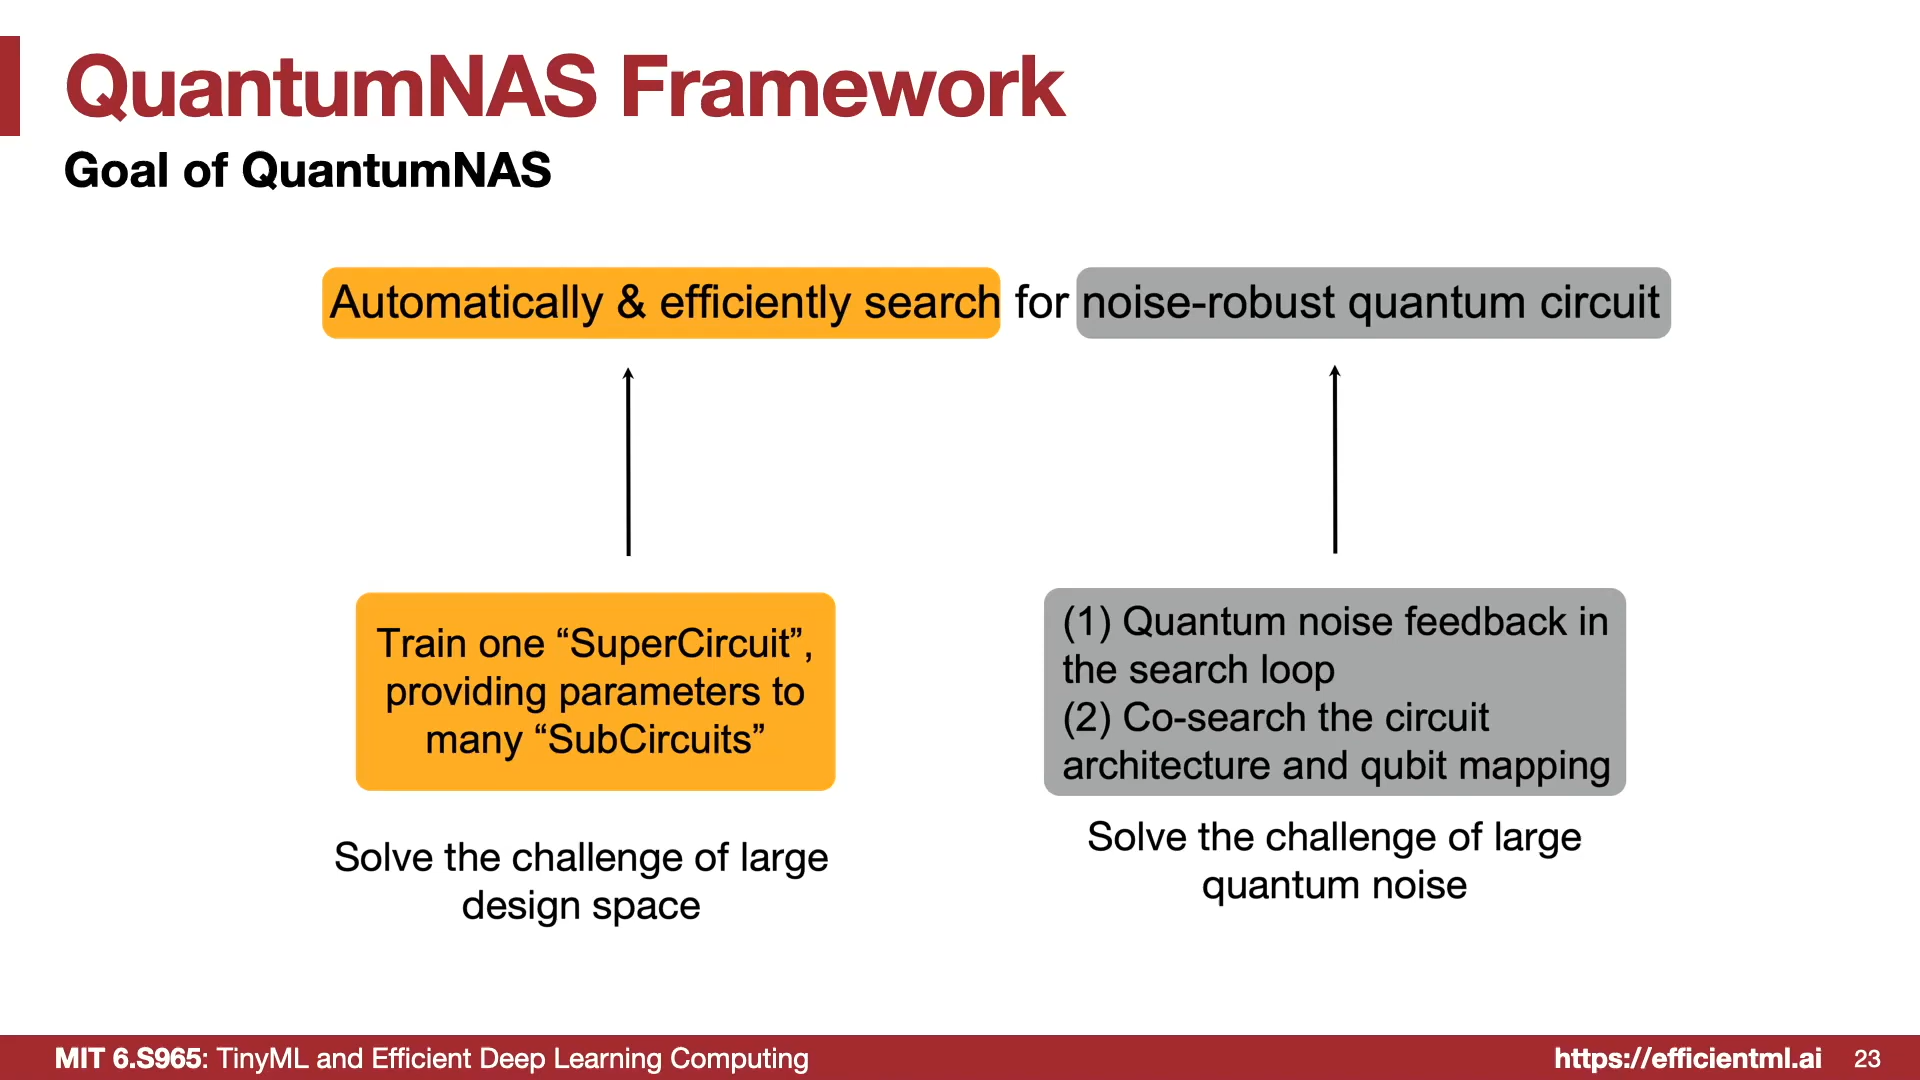 QuantumNAS Framework
Goal of QuantumNAS
Automatically & efficiently search for noise-robust quantum circuit
Train one “SuperCircuit”,
providing parameters to
many “SubCircuits”
Solve the challenge of large
design space
(1) Quantum noise feedback in
the search loop
(2) Co-search the circuit
architecture and qubit mapping
Solve the challenge of large
quantum noise
MIT 6.S965: TinyML and Efficient Deep Learning Computing
https://efficientml.ai
23